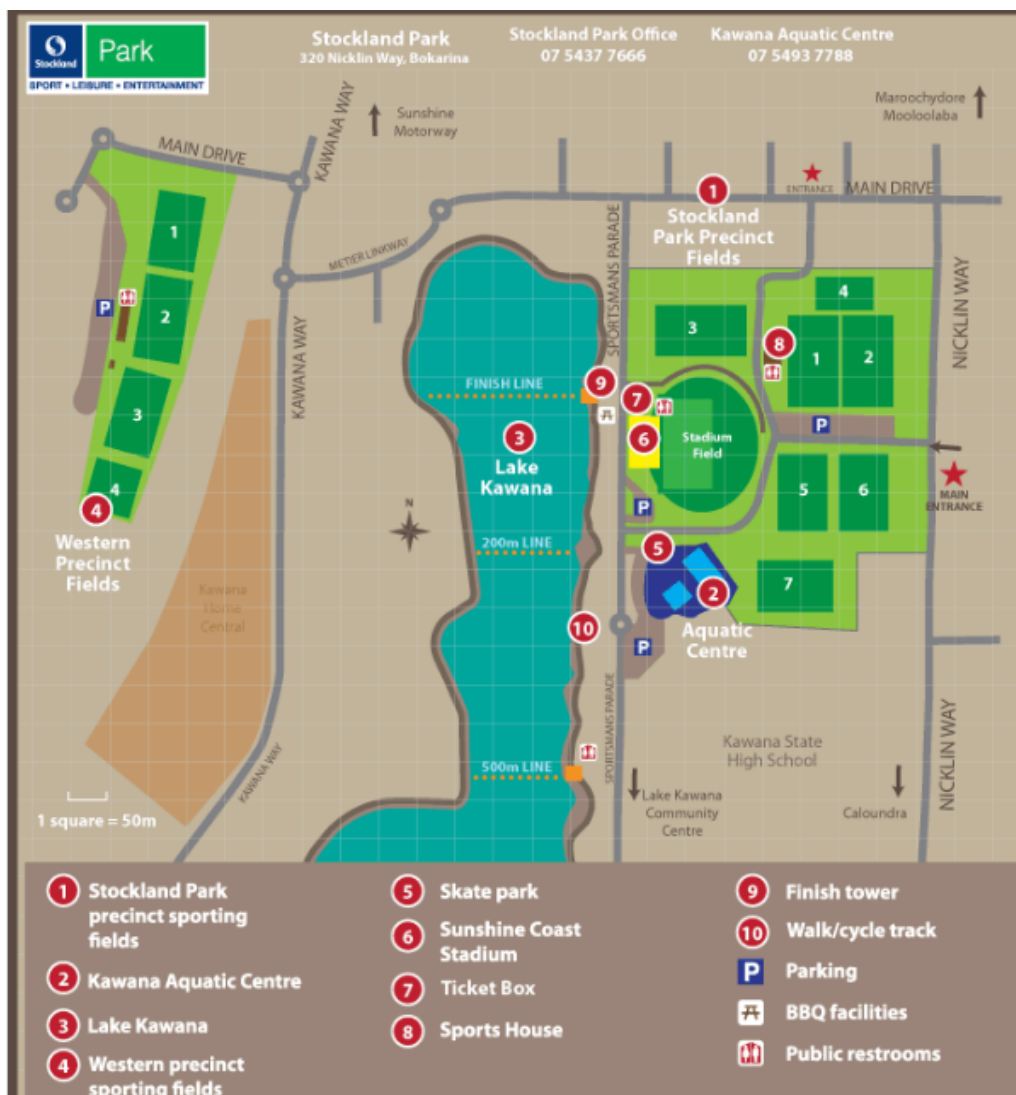 Stockland
Park
SPORT • LEISURE • ENTERTAINMENT
Stockland Park
320 Nicklin Way, Bokarina
Stockland Park Office
07 5437 7666
Kawana Aquatic Centre
07 5493 7788
Sunshine
Motorway
Maroochydore
Mooloolaba
MAIN DRIVE
KAWANA WAY
METIER LINKWAY
SPORTSMANS PARADE
1
Stockland
Park Precinct
Fields
ENTRANCE
MAIN DRIVE
NICKLIN WAY
1
2
3
4
P
4
Western
Precinct
Fields
KAWANA WAY
Kawana
Home
Central
KAWANA WAY
FINISH LINE
9
3
Lake
Kawana
N
200m LINE
10
500m LINE
3
4
8
1
2
7
6
Stadium
Field
P
P
5
6
MAIN
ENTRANCE
5
2
7
Aquatic
Centre
P
SPORTSMANS PARADE
Kawana State
High School
NICKLIN WAY
Lake Kawana
Community
Centre
Caloundra
1 square = 50m
1 Stockland Park
precinct sporting
fields
2 Kawana Aquatic Centre
3 Lake Kawana
4 Western precinct
sporting fields
5 Skate park
6 Sunshine Coast
Stadium
7 Ticket Box
8 Sports House
9 Finish tower
10 Walk/cycle track
P Parking
BBQ facilities
Public restrooms